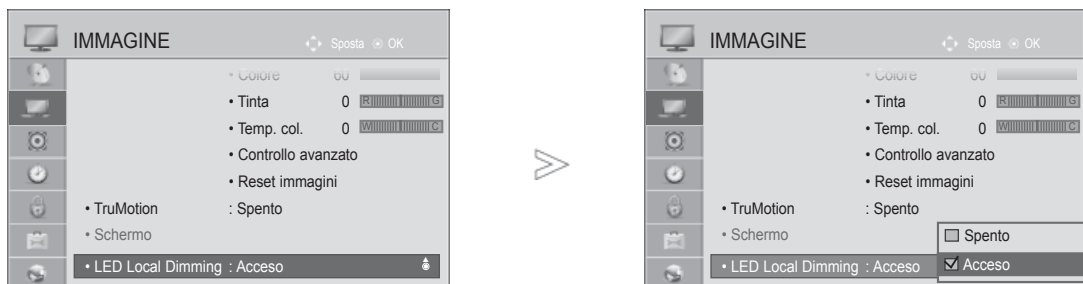 IMMAGINE
Sposta OK
• Colore 60
• Tinta 0 R G
• Temp. col. 0 W C
• Controllo avanzato
• Reset immagini
• TruMotion : Spento
• Schermo
• LED Local Dimming : Acceso
IMMAGINE
Sposta OK
• Colore 60
• Tinta 0 R G
• Temp. col. 0 W C
• Controllo avanzato
• Reset immagini
• TruMotion : Spento
• Schermo
Spento
• LED Local Dimming : Acceso
Acceso